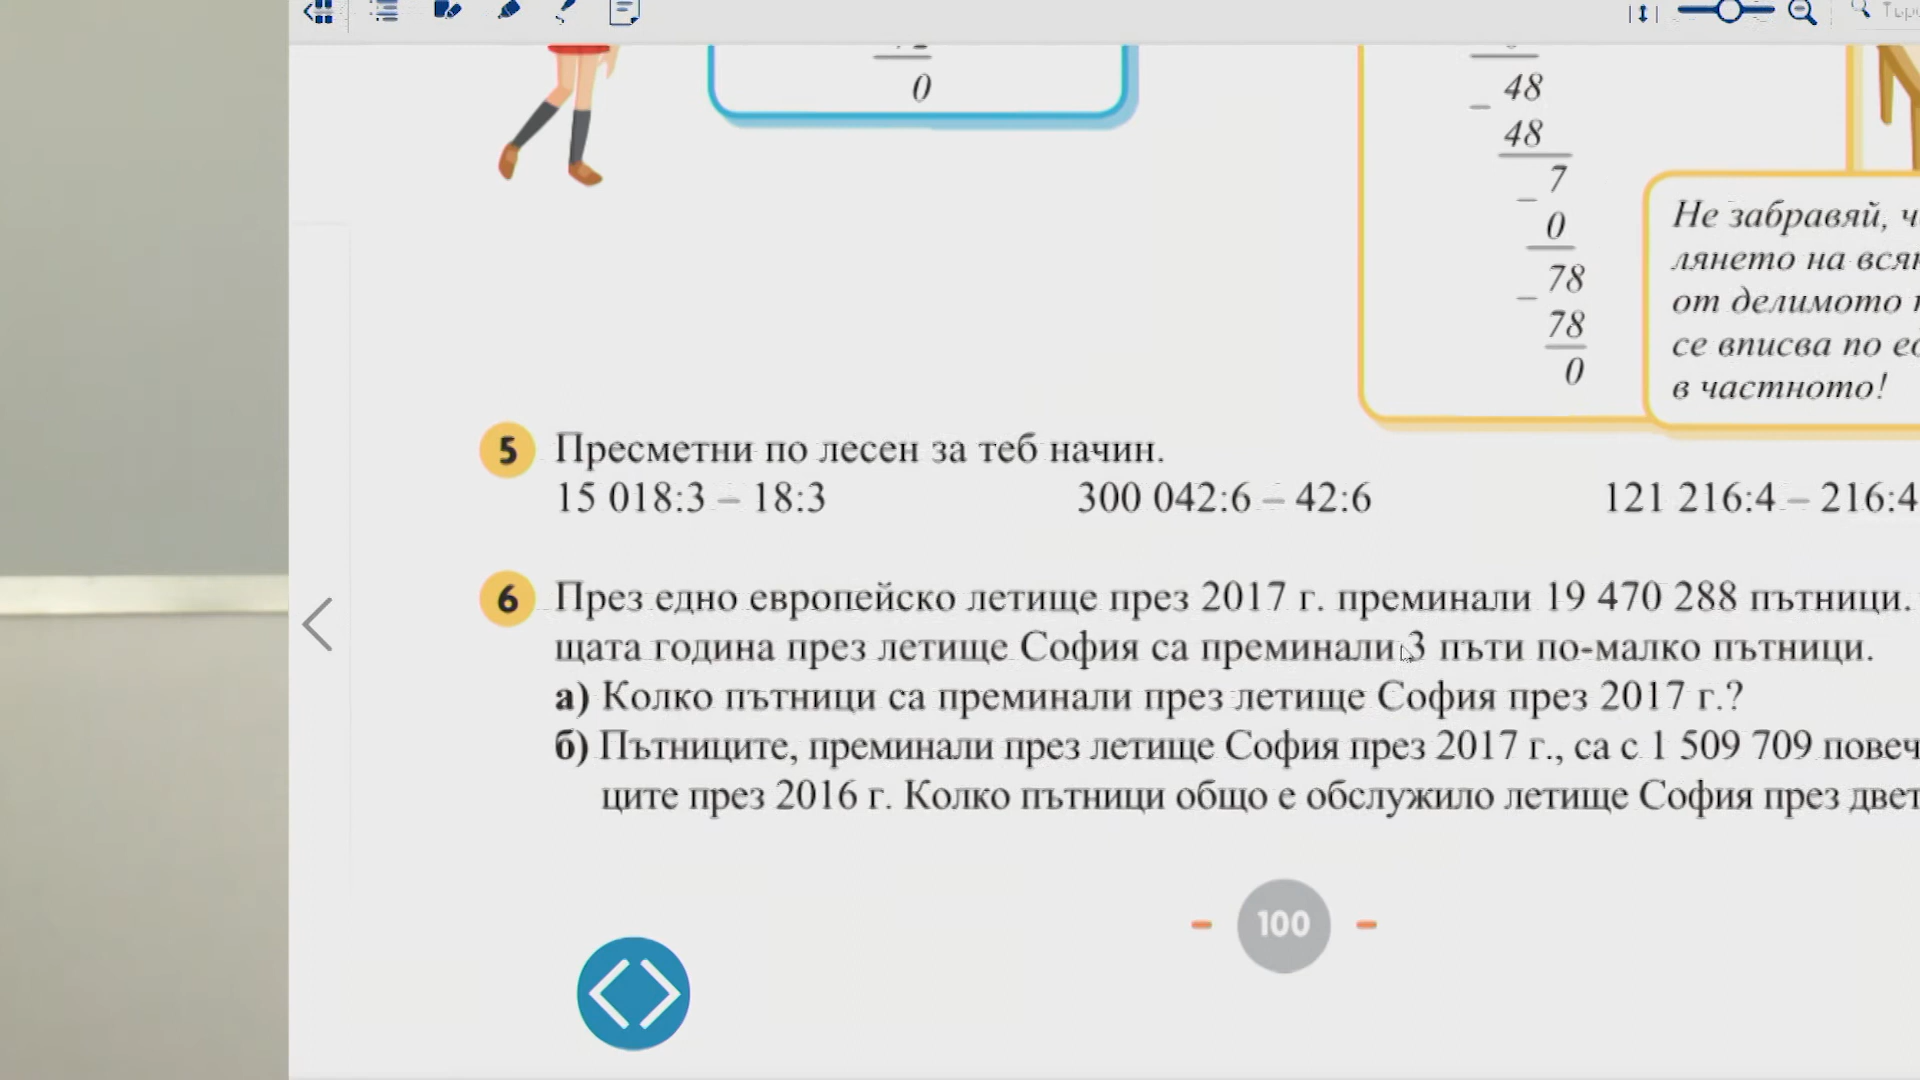 0
48
– 48
7
– 0
78
– 78
0
Не забравяй,
лянето на
от делимото
се вписва по
в частното!
5 Пресметни по лесен за теб начин.
15 018:3 – 18:3 300 042:6 – 42:6 121 216:4 – 216:4
6 През едно европейско летище през 2017 г. преминали 19 470 288 пътници.
щата година през летище София са преминали 3 пъти по-малко пътници.
а) Колко пътници са преминали през летище София през 2017 г.?
б) Пътниците, преминали през летище София през 2017 г., са с 1 509 709
ците през 2016 г. Колко пътници общо е обслужило летище София през
- 100 -